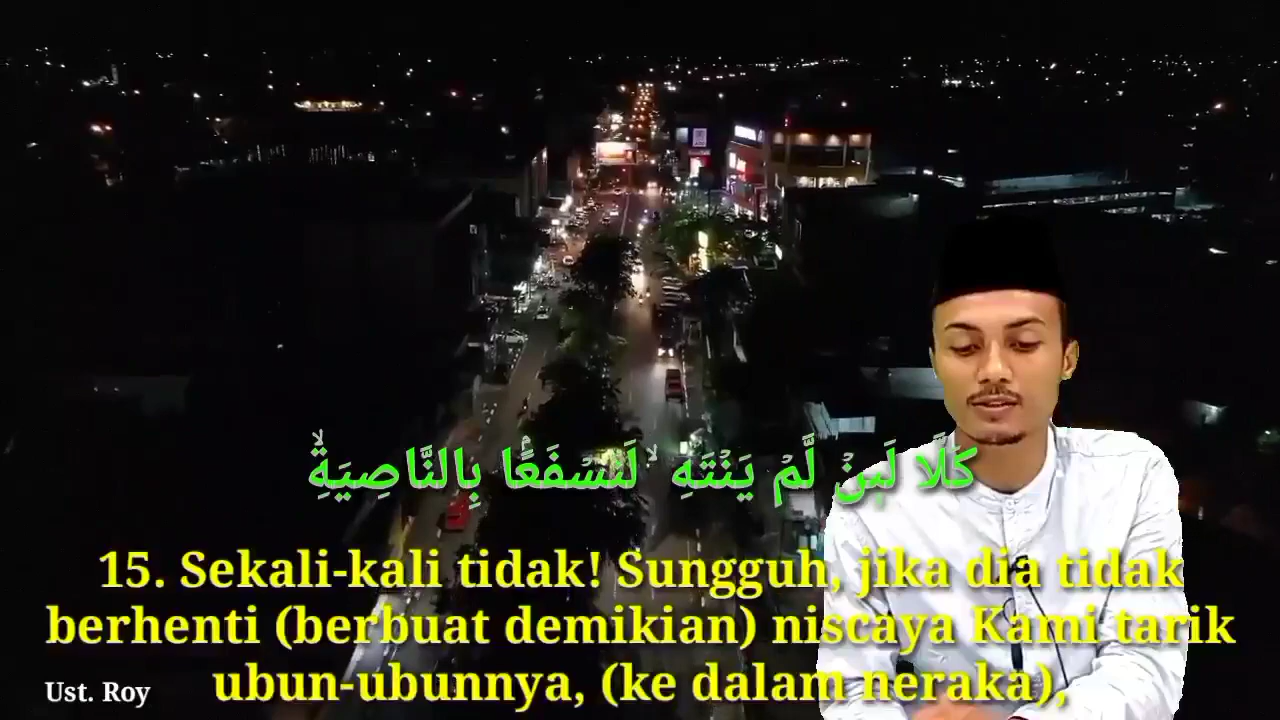 كَلَّا لَىِٕنْ لَّمْ يَنْتَهِ ەۙ لَنَسْفَعًاۢ بِالنَّاصِيَةِۙ
15. Sekali-kali tidak! Sungguh, jika dia tidak
berhenti (berbuat demikian) niscaya Kami tarik
ubun-ubunnya, (ke dalam neraka),
Ust. Roy